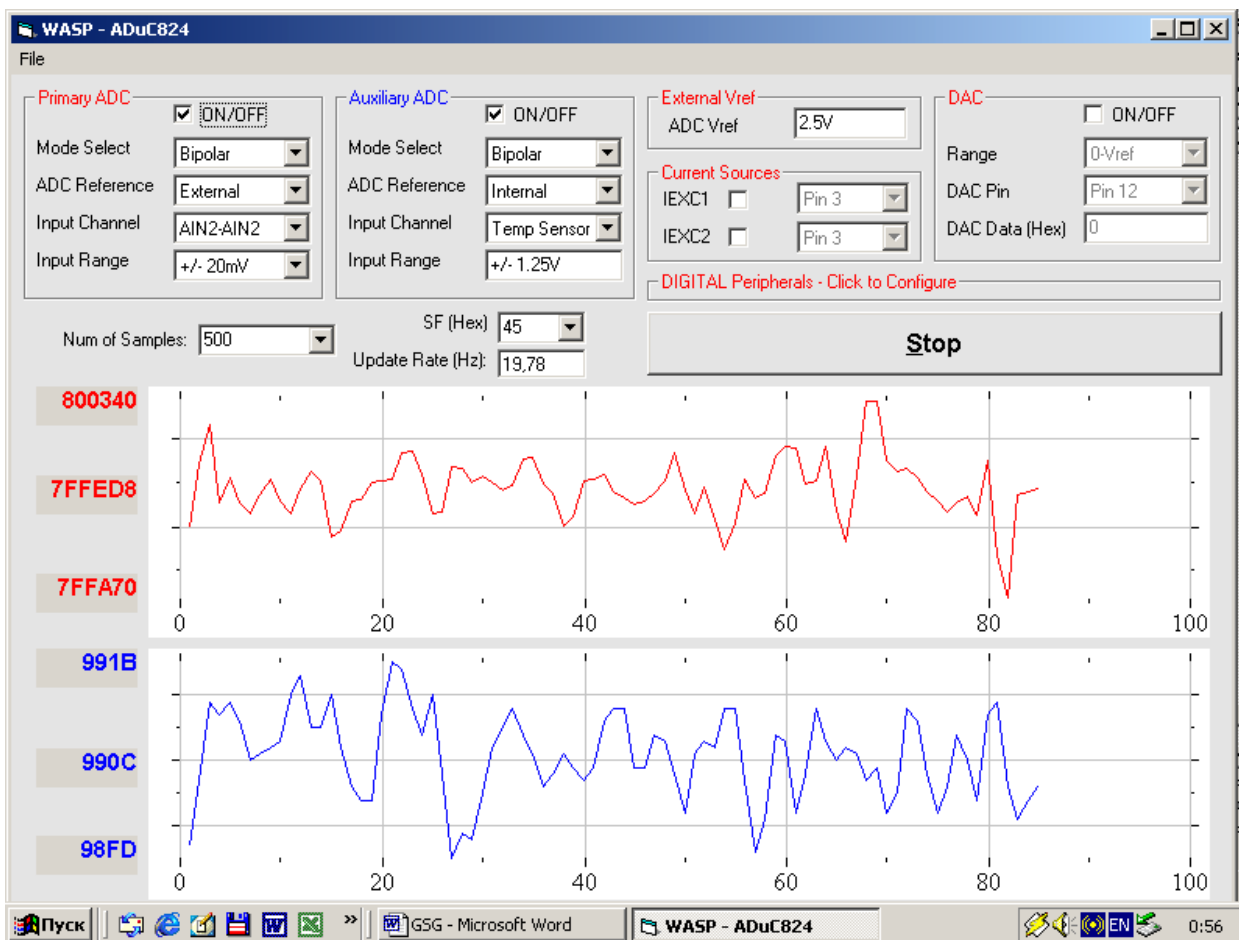 WASP - ADuC824
File
Primary ADC
ON/OFF
Mode Select Bipolar
ADC Reference External
Input Channel AIN2-AIN2
Input Range +/- 20mV
Auxiliary ADC
ON/OFF
Mode Select Bipolar
ADC Reference Internal
Input Channel Temp Sensor
Input Range +/- 1.25V
External Vref
ADC Vref 2.5V
Current Sources
IEXC1 Pin 3
IEXC2 Pin 3
DAC
ON/OFF
Range 0-Vref
DAC Pin Pin 12
DAC Data (Hex) 0
DIGITAL Peripherals - Click to Configure
Num of Samples: 500
SF (Hex) 45
Update Rate (Hz): 19,78
Stop
800340
7FFED8
7FFA70
0 20 40 60 80 100
991B
990C
98FD
0 20 40 60 80 100
Пуск » GSG - Microsoft Word WASP - ADuC824 EN 0:56